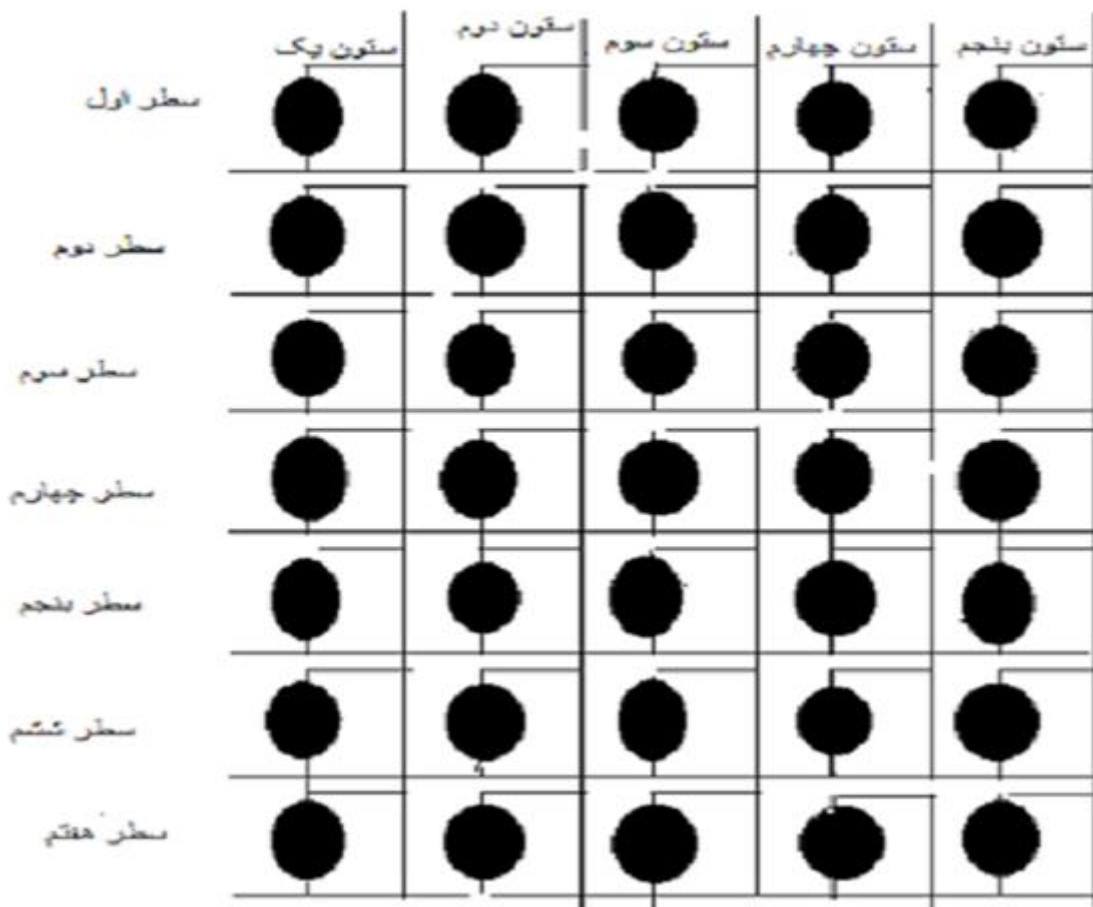 ستون یک
ستون دوم
ستون سوم
ستون چهارم
ستون پنجم
سطر اول
سطر دوم
سطر سوم
سطر چهارم
سطر پنجم
سطر ششم
سطر هفتم